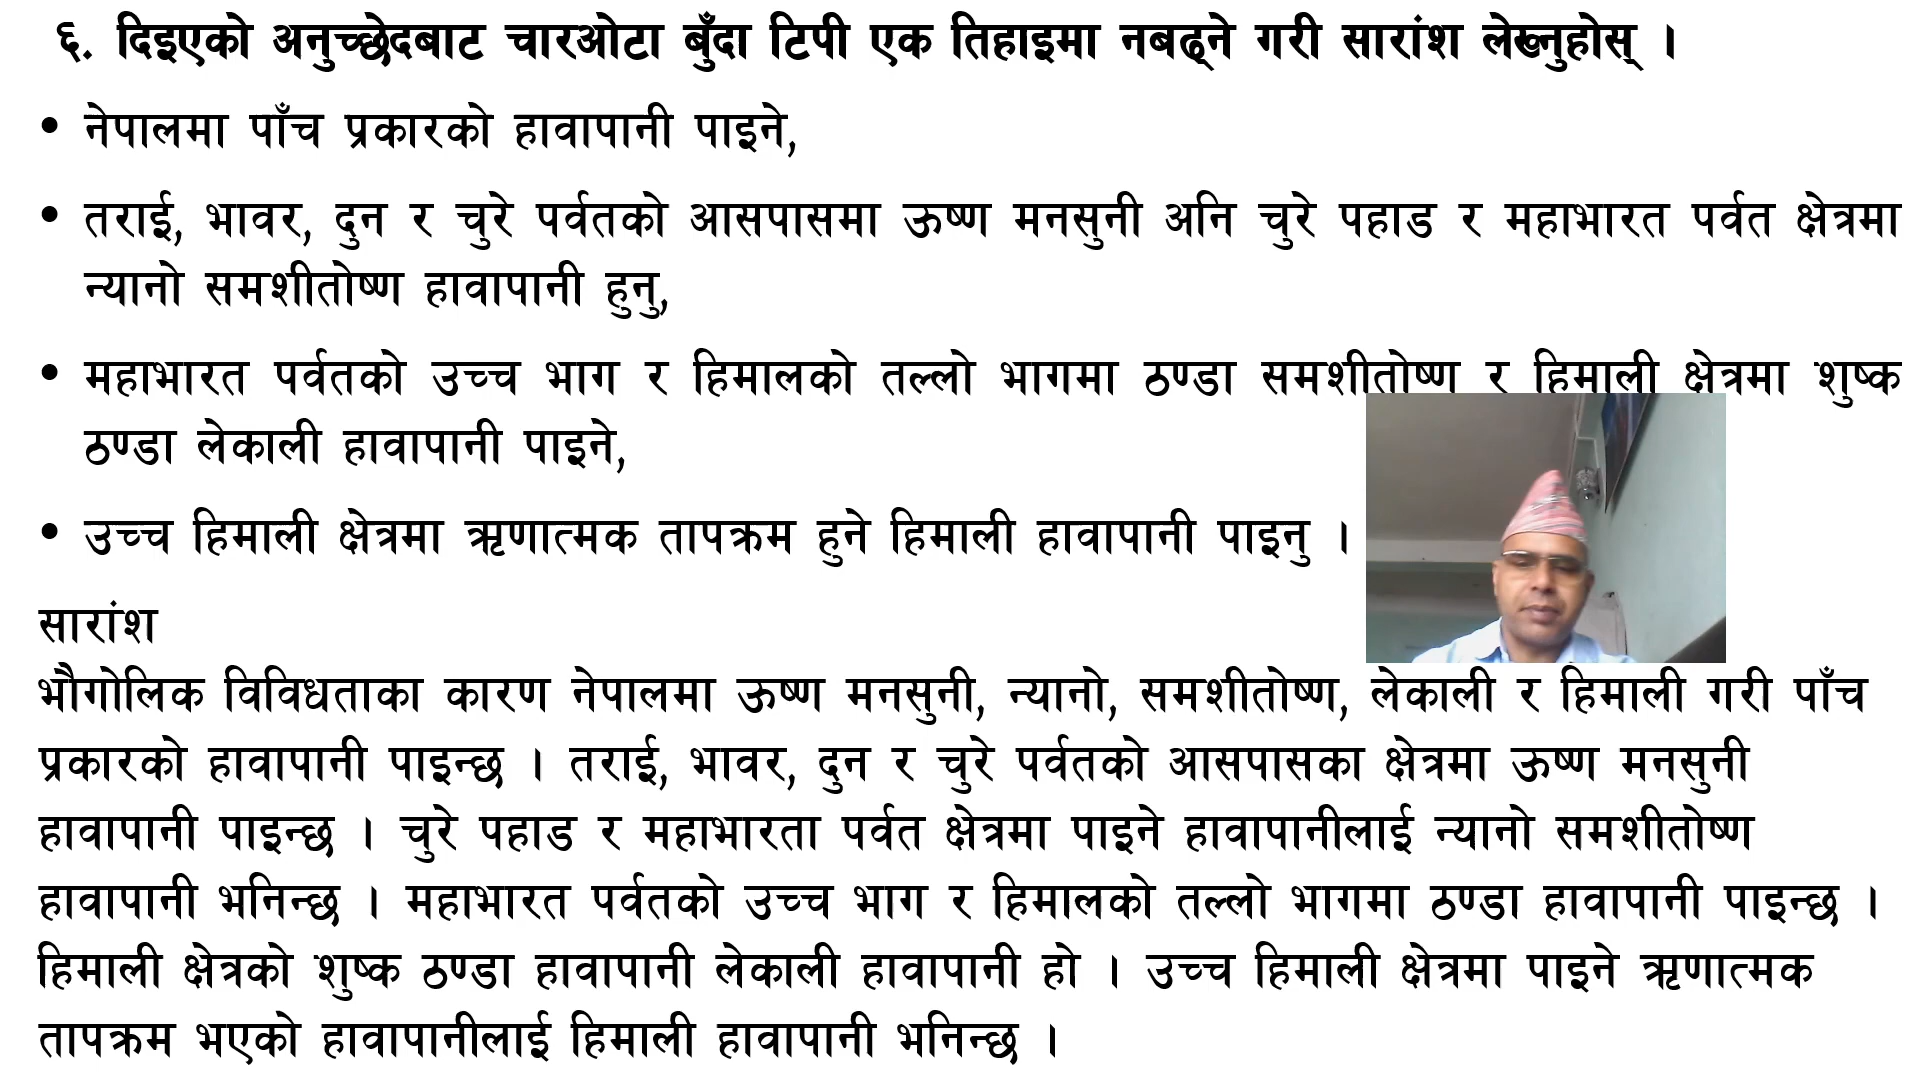 ६. दिइएको अनुच्छेदबाट चारओटा बुँदा टिपी एक तिहाइमा नबढ्ने गरी सारांश लेख्नुहोस् ।
• नेपालमा पाँच प्रकारको हावापानी पाइने,
• तराई, भावर, दुन र चुरे पर्वतको आसपासमा ऊष्ण मनसुनी अनि चुरे पहाड र महाभारत पर्वत क्षेत्रमा
न्यानो समशीतोष्ण हावापानी हुनु,
• महाभारत पर्वतको उच्च भाग र हिमालको तल्लो भागमा ठण्डा समशीतोष्ण र हिमाली क्षेत्रमा शुष्क
ठण्डा लेकाली हावापानी पाइने,
• उच्च हिमाली क्षेत्रमा ऋणात्मक तापक्रम हुने हिमाली हावापानी पाइनु ।
सारांश
भौगोलिक विविधताका कारण नेपालमा ऊष्ण मनसुनी, न्यानो, समशीतोष्ण, लेकाली र हिमाली गरी पाँच
प्रकारको हावापानी पाइन्छ । तराई, भावर, दुन र चुरे पर्वतको आसपासका क्षेत्रमा ऊष्ण मनसुनी
हावापानी पाइन्छ । चुरे पहाड र महाभारता पर्वत क्षेत्रमा पाइने हावापानीलाई न्यानो समशीतोष्ण
हावापानी भनिन्छ । महाभारत पर्वतको उच्च भाग र हिमालको तल्लो भागमा ठण्डा हावापानी पाइन्छ ।
हिमाली क्षेत्रको शुष्क ठण्डा हावापानी लेकाली हावापानी हो । उच्च हिमाली क्षेत्रमा पाइने ऋणात्मक
तापक्रम भएको हावापानीलाई हिमाली हावापानी भनिन्छ ।